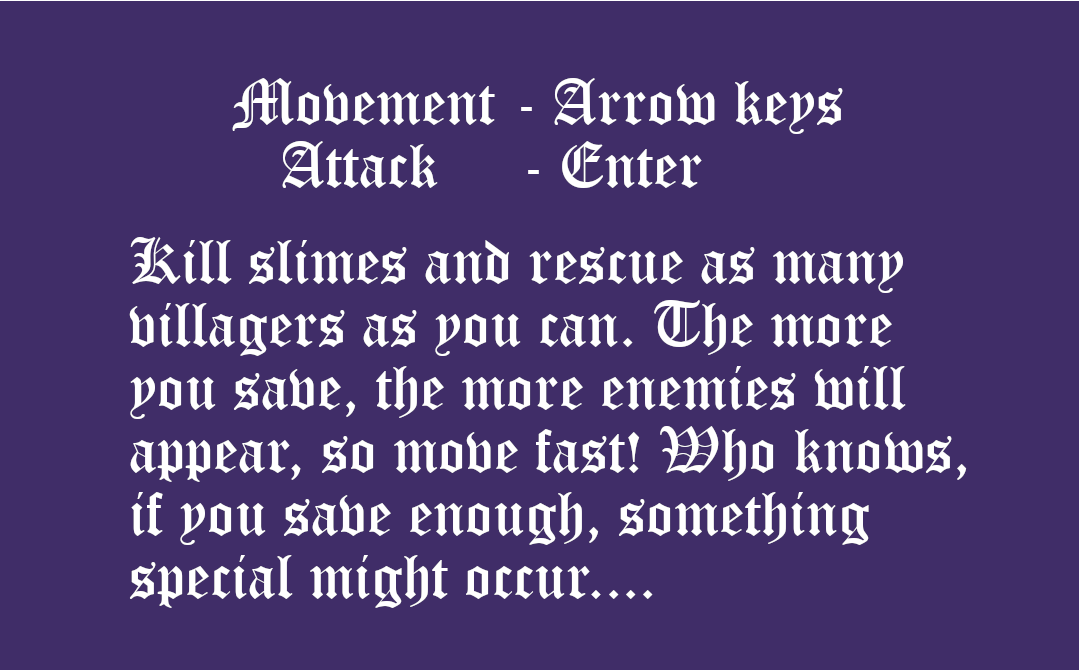 Movement - Arrow keys
Attack - Enter
Kill slimes and rescue as many
villagers as you can. The more
you save, the more enemies will
appear, so move fast! Who knows,
if you save enough, something
special might occur....